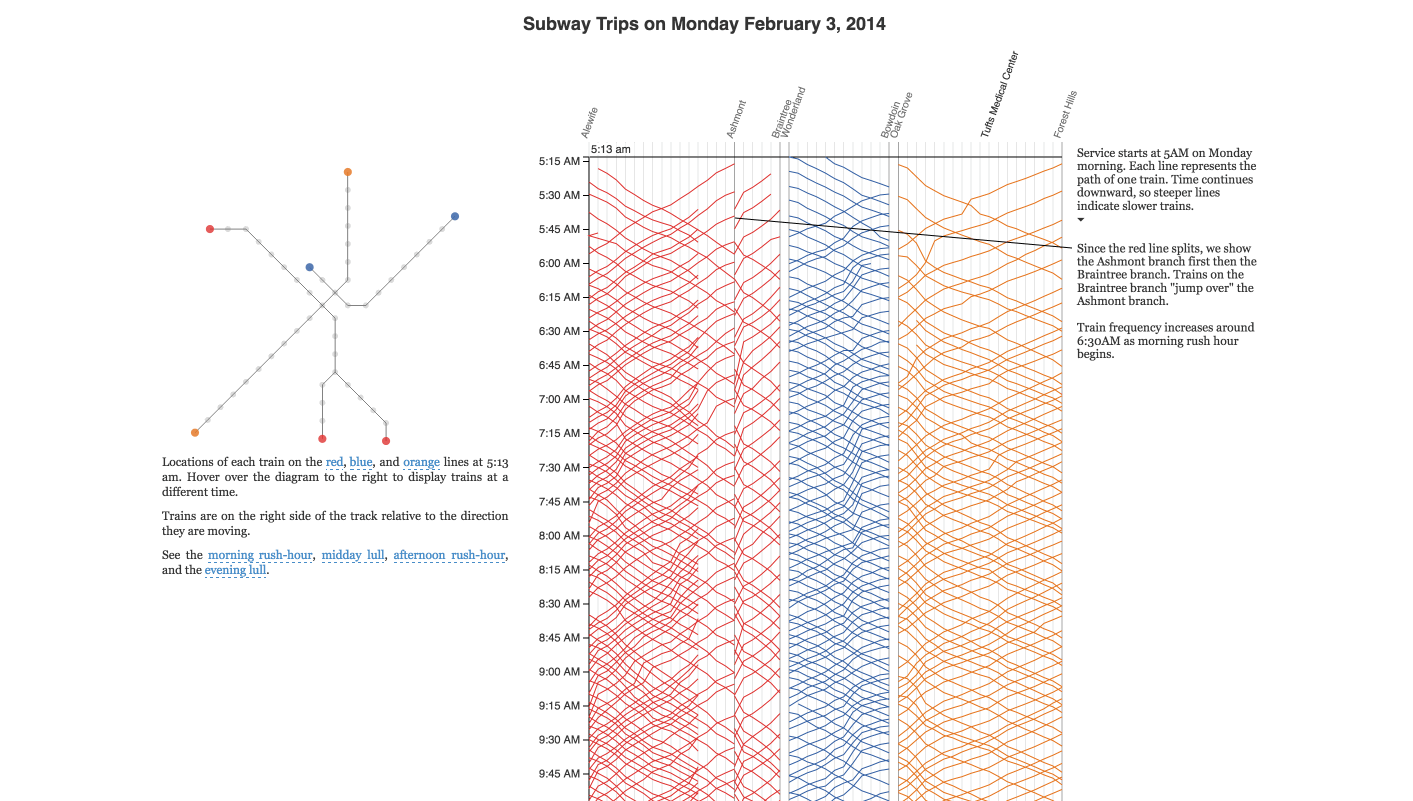 Subway Trips on Monday February 3, 2014
Alewife
Ashmont
Braintree
Wonderland
Bowdoin
Oak Grove
Tufts Medical Center
Forest Hills
5:13 am
5:15 AM
5:30 AM
5:45 AM
6:00 AM
6:15 AM
6:30 AM
6:45 AM
7:00 AM
7:15 AM
7:30 AM
7:45 AM
8:00 AM
8:15 AM
8:30 AM
8:45 AM
9:00 AM
9:15 AM
9:30 AM
9:45 AM
Service starts at 5AM on Monday
morning. Each line represents the
path of one train. Time continues
downward, so steeper lines
indicate slower trains.
Since the red line splits, we show
the Ashmont branch first then the
Braintree branch. Trains on the
Braintree branch "jump over" the
Ashmont branch.
Train frequency increases around
6:30AM as morning rush hour
begins.
Locations of each train on the red, blue, and orange lines at 5:13
am. Hover over the diagram to the right to display trains at a
different time.
Trains are on the right side of the track relative to the direction
they are moving.
See the morning rush-hour, midday lull, afternoon rush-hour,
and the evening lull.